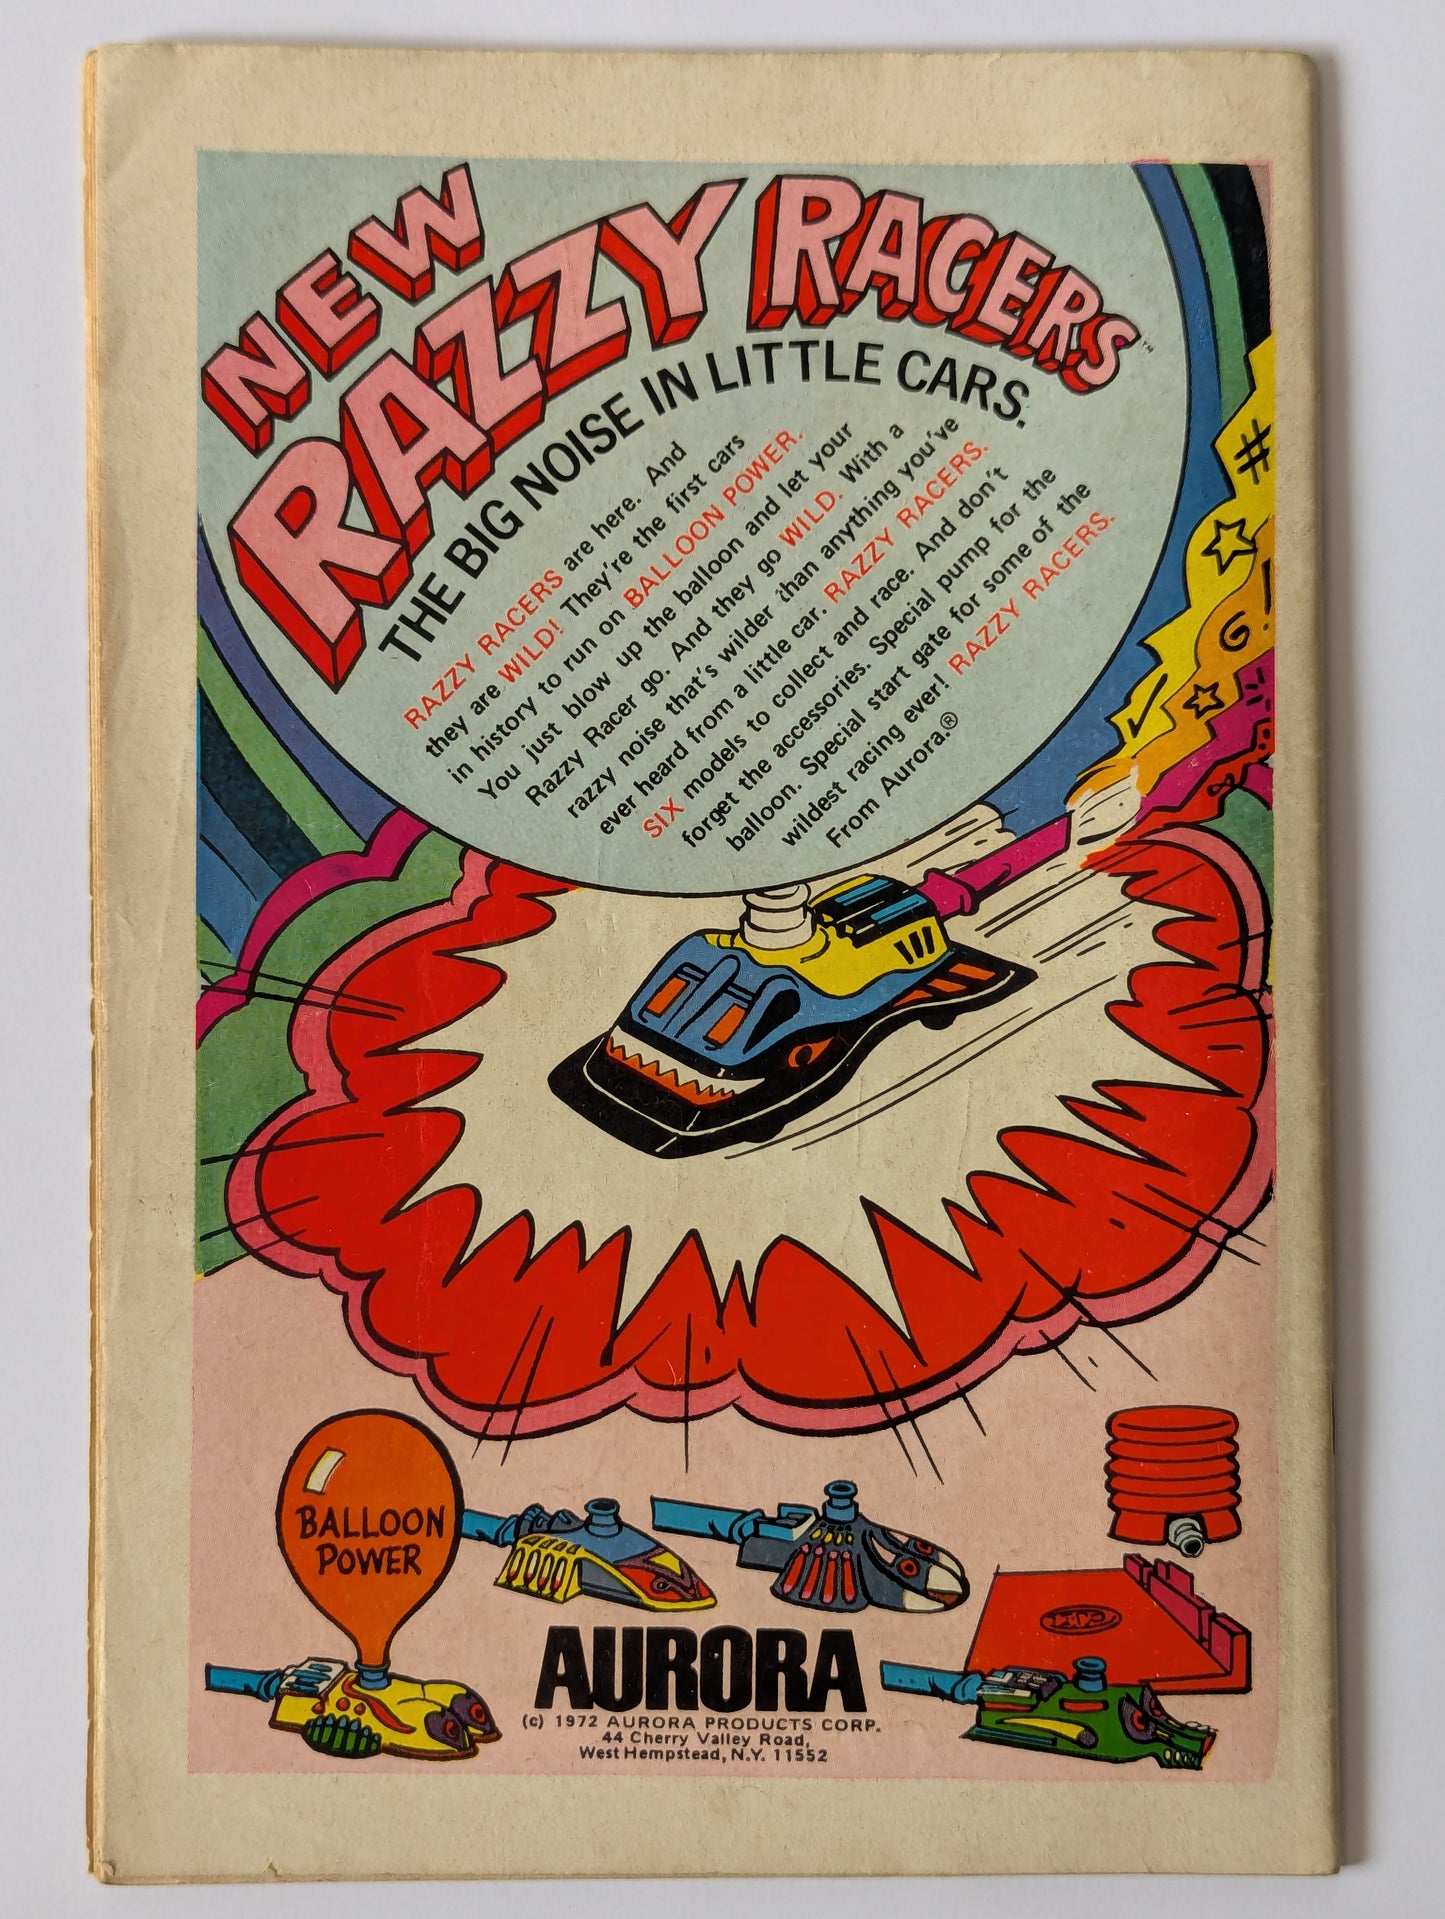 NEW
RAZZY RACERS™
THE BIG NOISE IN LITTLE CARS.
RAZZY RACERS are here. And
they are WILD! They're the first cars
in history to run on BALLOON POWER.
You just blow up the balloon and let your
Razzy Racer go. And they go WILD. With a
razzy noise that's wilder than anything you've
ever heard from a little car. RAZZY RACERS.
SIX models to collect and race. And don't
forget the accessories. Special pump for the
balloon. Special start gate for some of the
wildest racing ever! RAZZY RACERS.
From Aurora.®
BALLOON
POWER
AURORA
(c) 1972 AURORA PRODUCTS CORP.
44 Cherry Valley Road,
West Hempstead, N.Y. 11552